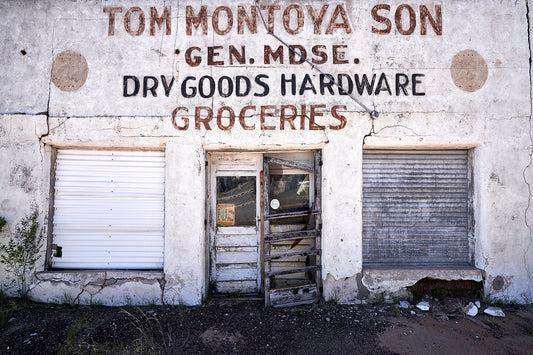 TOM MONTOYA SON
GEN. MDSE.
DRY GOODS HARDWARE
GROCERIES